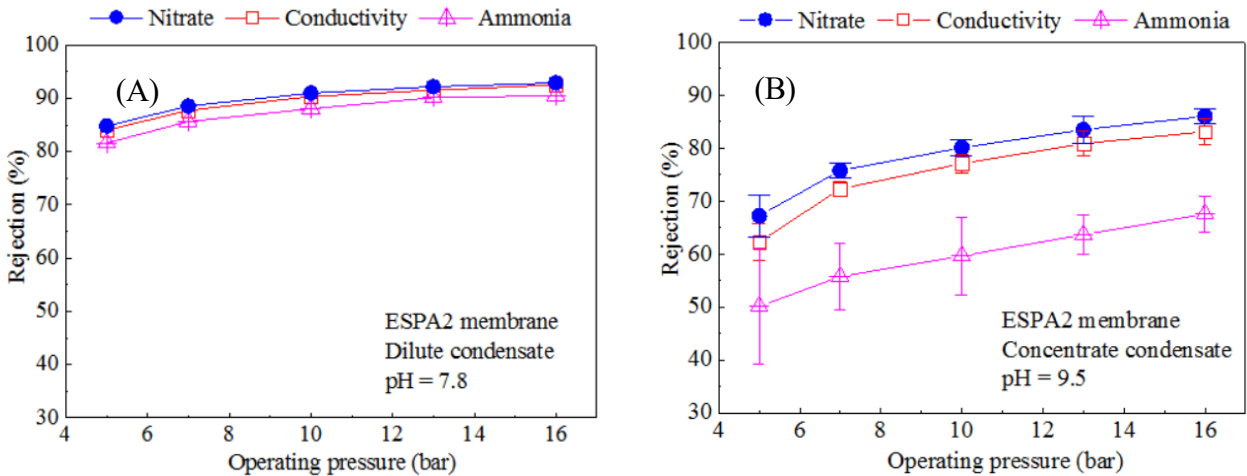 Nitrate Conductivity Ammonia
(A)
100
90
80
70
60
50
40
30
Rejection (%)
ESPA2 membrane
Dilute condensate
pH = 7.8
4 6 8 10 12 14 16
Operating pressure (bar)
Nitrate Conductivity Ammonia
(B)
100
90
80
70
60
50
40
30
Rejection (%)
ESPA2 membrane
Concentrate condensate
pH = 9.5
4 6 8 10 12 14 16
Operating pressure (bar)